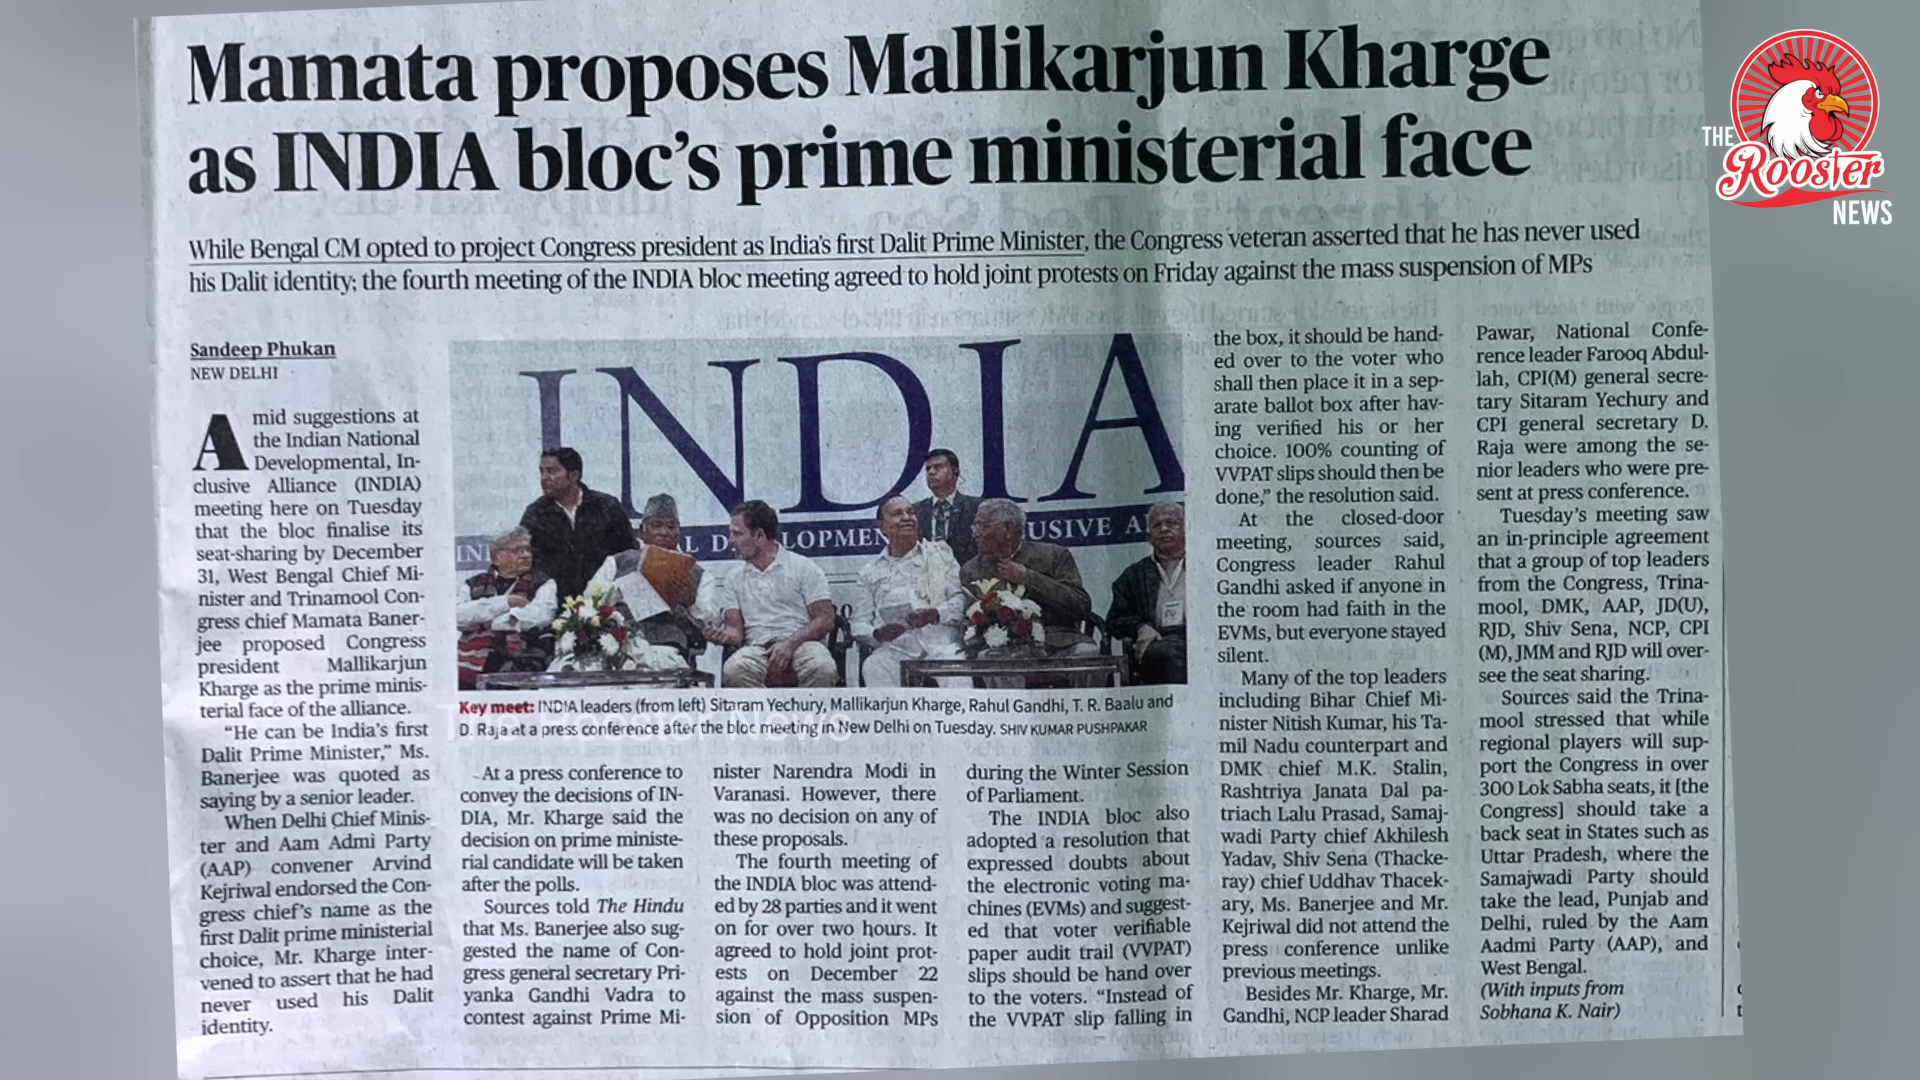 Mamata proposes Mallikarjun Kharge
as INDIA bloc's prime ministerial face
THE
Rooster
NEWS
While Bengal CM opted to project Congress president as India's first Dalit Prime Minister, the Congress veteran asserted that he has never used
his Dalit identity; the fourth meeting of the INDIA bloc meeting agreed to hold joint protests on Friday against the mass suspension of MPs
Sandeep Phukan
NEW DELHI
Amid suggestions at
the Indian National
Developmental, In-
clusive Alliance (INDIA)
meeting here on Tuesday
that the bloc finalise its
seat-sharing by December
31, West Bengal Chief Mi-
nister and Trinamool Con-
gress chief Mamata Baner-
jee proposed Congress
president Mallikarjun
Kharge as the prime minis-
terial face of the alliance.
"He can be India's first
Dalit Prime Minister," Ms.
Banerjee was quoted as
saying by a senior leader.
When Delhi Chief Minis-
ter and Aam Admi Party
(AAP) convener Arvind
Kejriwal endorsed the Con-
gress chief's name as the
first Dalit prime ministerial
choice, Mr. Kharge inter-
vened to assert that he had
never used his Dalit
identity.
INDIA
IN
L D
LOPMEN
USIVE A
Key meet: INDIA leaders (from left) Sitaram Yechury, Mallikarjun Kharge, Rahul Gandhi, T. R. Baalu and
D. Raja at a press conference after the bloc meeting in New Delhi on Tuesday. SHIV KUMAR PUSHPAKAR
The Rooster News
At a press conference to
convey the decisions of IN-
DIA, Mr. Kharge said the
decision on prime ministe-
rial candidate will be taken
after the polls.
Sources told The Hindu
that Ms. Banerjee also sug-
gested the name of Con-
gress general secretary Pri-
yanka Gandhi Vadra to
contest against Prime Mi-
nister Narendra Modi in
Varanasi. However, there
was no decision on any of
these proposals.
The fourth meeting of
the INDIA bloc was attend-
ed by 28 parties and it went
on for over two hours. It
agreed to hold joint prot-
ests on December 22
against the mass suspen-
sion of Opposition MPs
during the Winter Session
of Parliament.
The INDIA bloc also
adopted a resolution that
expressed doubts about
the electronic voting ma-
chines (EVMs) and suggest-
ed that voter verifiable
paper audit trail (VVPAT)
slips should be hand over
to the voters. "Instead of
the VVPAT slip falling in
the box, it should be hand-
ed over to the voter who
shall then place it in a sep-
arate ballot box after hav-
ing verified his or her
choice. 100% counting of
VVPAT slips should then be
done," the resolution said.
At the closed-door
meeting, sources said,
Congress leader Rahul
Gandhi asked if anyone in
the room had faith in the
EVMs, but everyone stayed
silent.
Many of the top leaders
including Bihar Chief Mi-
nister Nitish Kumar, his Ta-
mil Nadu counterpart and
DMK chief M.K. Stalin,
Rashtriya Janata Dal pa-
triach Lalu Prasad, Samaj-
wadi Party chief Akhilesh
Yadav, Shiv Sena (Thacke-
ray) chief Uddhav Thacek-
ary, Ms. Banerjee and Mr.
Kejriwal did not attend the
press conference unlike
previous meetings.
Besides Mr. Kharge, Mr.
Gandhi, NCP leader Sharad
Pawar, National Confe-
rence leader Farooq Abdul-
lah, CPI(M) general secre-
tary Sitaram Yechury and
CPI general secretary D.
Raja were among the se-
nior leaders who were pre-
sent at press conference.
Tuesday's meeting saw
an in-principle agreement
that a group of top leaders
from the Congress, Trina-
mool, DMK, AAP, JD(U),
RJD, Shiv Sena, NCP, CPI
(M), JMM and RJD will over-
see the seat sharing.
Sources said the Trina-
mool stressed that while
regional players will sup-
port the Congress in over
300 Lok Sabha seats, it [the
Congress] should take a
back seat in States such as
Uttar Pradesh, where the
Samajwadi Party should
take the lead, Punjab and
Delhi, ruled by the Aam
Aadmi Party (AAP), and
West Bengal.
(With inputs from
Sobhana K. Nair)